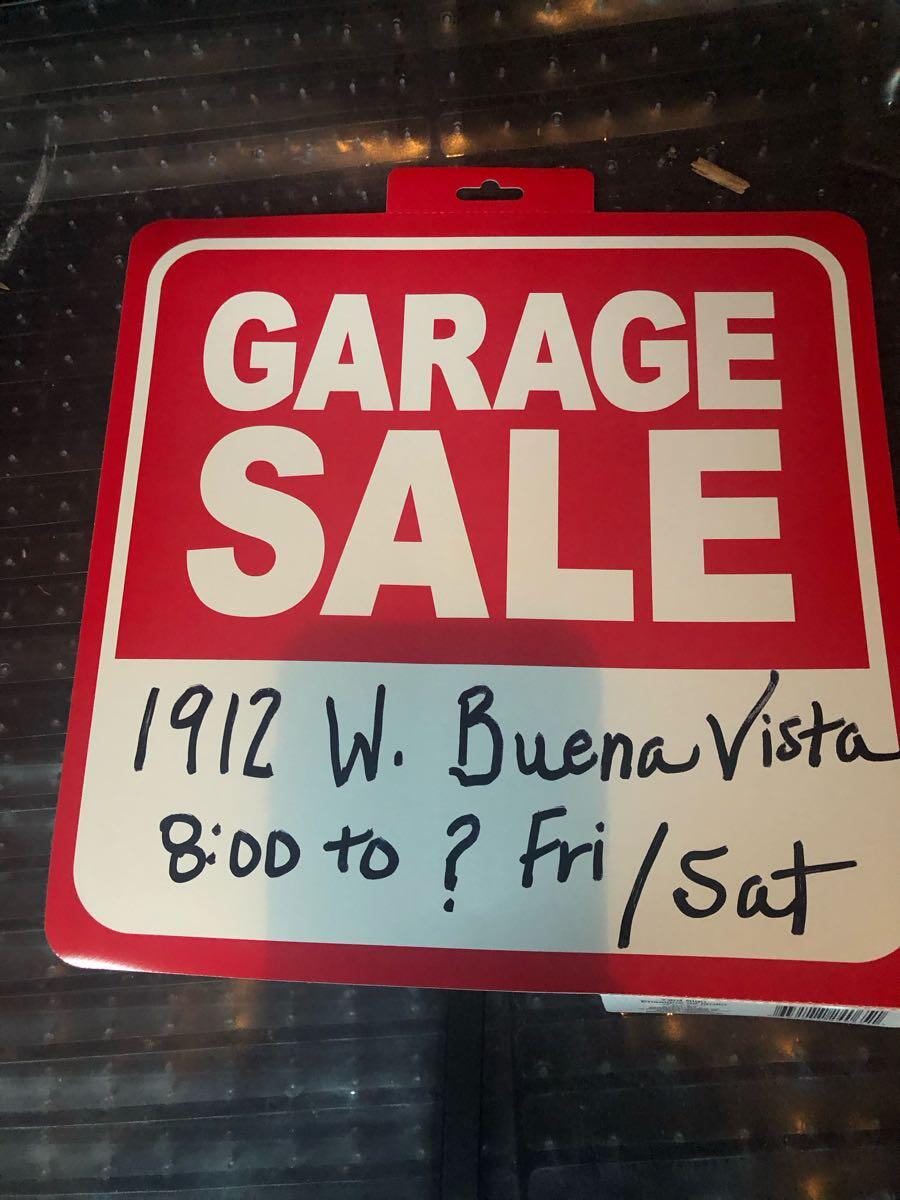 GARAGE
SALE
1912 W. Buena Vista
8:00 to ? Fri/Sat